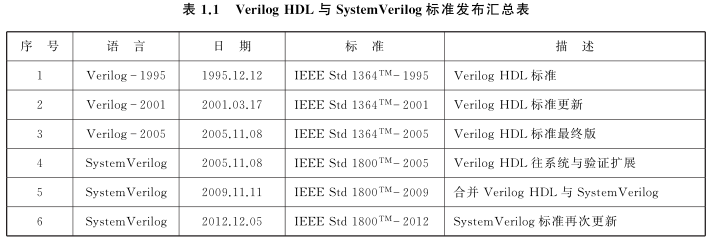 表 1.1 Verilog HDL 与 SystemVerilog 标准发布汇总表
序 号 语 言 日 期 标 准 描 述
1 Verilog-1995 1995.12.12 IEEE Std 1364™-1995 Verilog HDL 标准
2 Verilog-2001 2001.03.17 IEEE Std 1364™-2001 Verilog HDL 标准更新
3 Verilog-2005 2005.11.08 IEEE Std 1364™-2005 Verilog HDL 标准最终版
4 SystemVerilog 2005.11.08 IEEE Std 1800™-2005 Verilog HDL 往系统与验证扩展
5 SystemVerilog 2009.11.11 IEEE Std 1800™-2009 合并 Verilog HDL 与 SystemVerilog
6 SystemVerilog 2012.12.05 IEEE Std 1800™-2012 SystemVerilog 标准再次更新